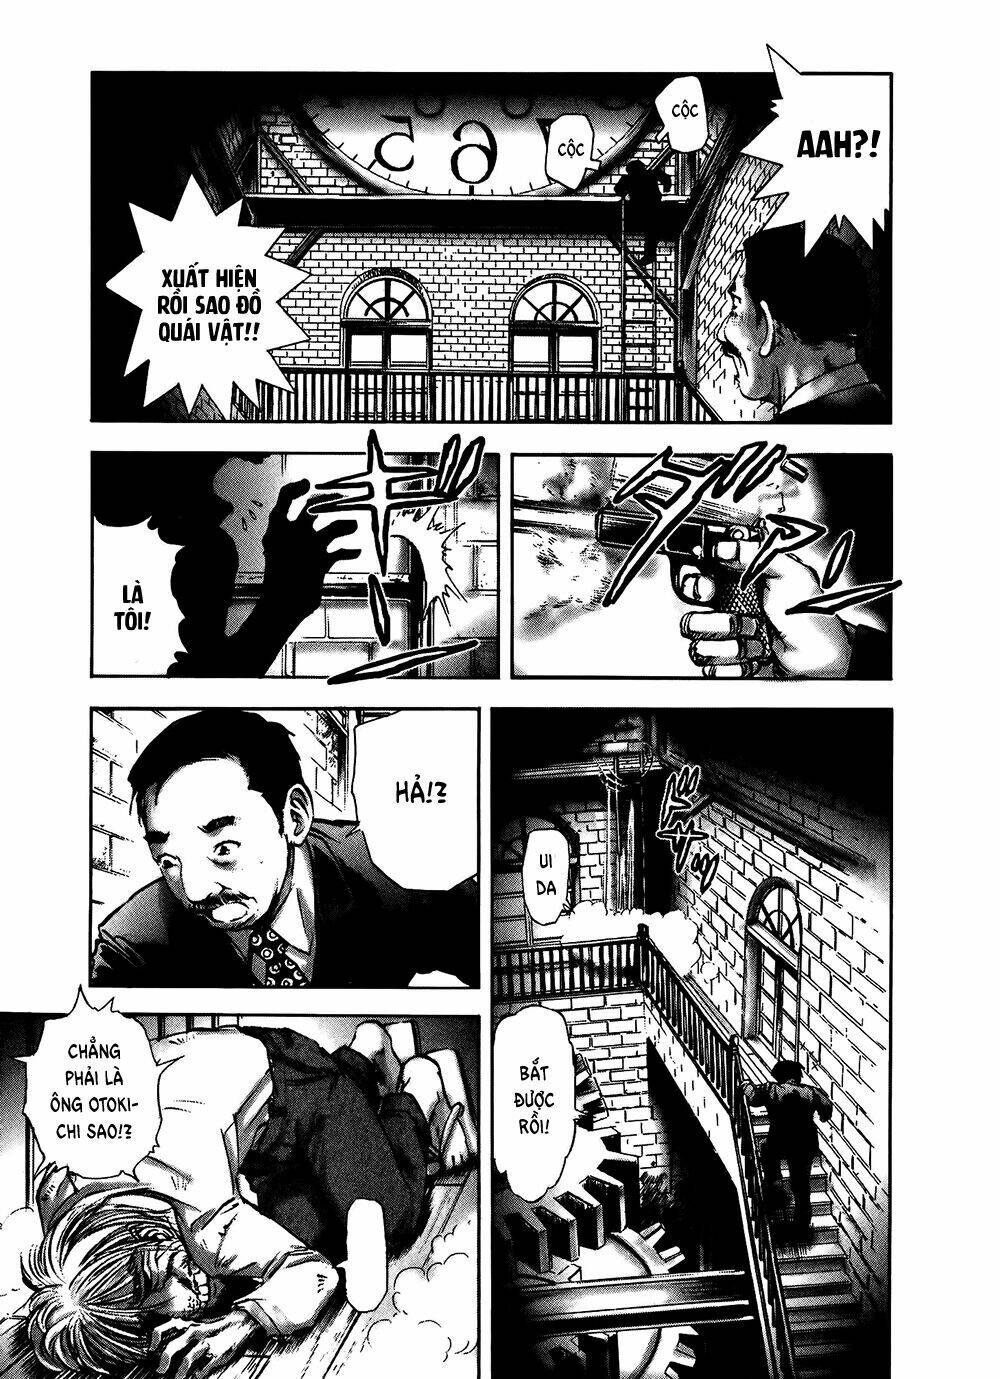 AAH?!
CỘC
CỘC
XUẤT HIỆN
RỒI SAO ĐỒ
QUÁI VẬT!!
LÀ
TÔI!
HẢ!?
UI
DA
BẮT
ĐƯỢC
RỒI!
CHẲNG
PHẢI LÀ
ÔNG OTOKI-
CHI SAO!?